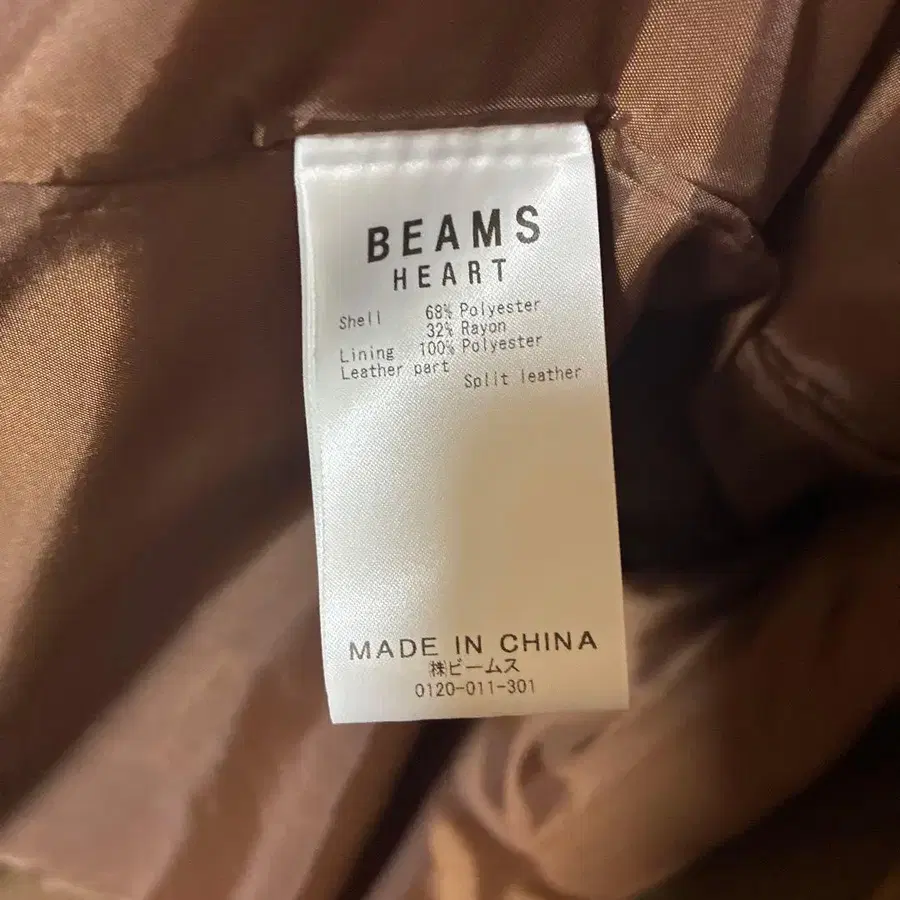 BEAMS
HEART
Shell 68% Polyester
32% Rayon
Lining 100% Polyester
Leather part
Split leather
MADE IN CHINA
㈱ビームス
0120-011-301